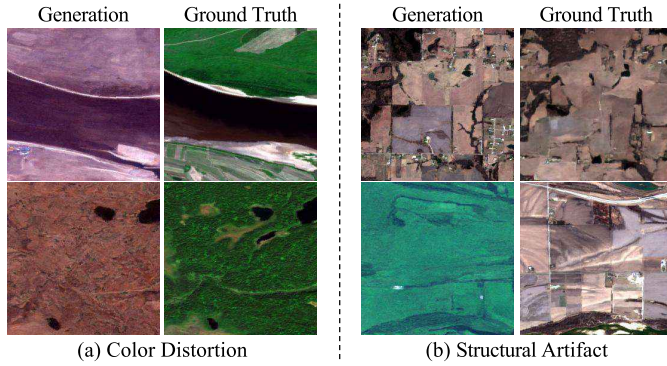 Generation Ground Truth Generation Ground Truth
(a) Color Distortion (b) Structural Artifact